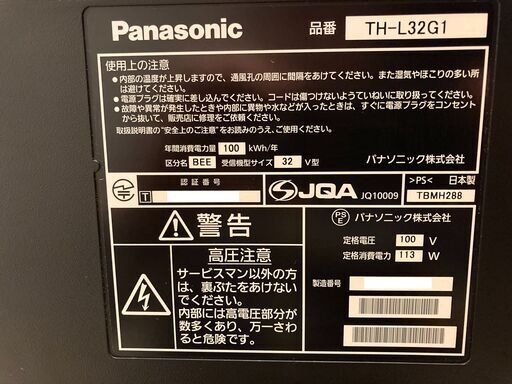 Panasonic
品番 TH-L32G1
使用上の注意
●内部の温度が上昇しますので、通風孔の周囲に間隔をあけてください。また湿気やほこりの多い所
は避けてください。
●電源プラグは確実に差し込んでください。コードは傷つけないようていねいに取り扱ってください。
●故障や異常が発生したときや内部に異物や水などが入ったときは、すぐに電源プラグをコンセント
から抜いて、販売店に修理をご依頼ください。
取扱説明書の"安全上のご注意"をお読みのうえ、ご使用ください。
年間消費電力量 100 kWh/年
区分名 BEE 受信機型サイズ 32 V型
パナソニック株式会社
T 認証番号
JQA JQ10009
>PS< 日本製
TBMH288
警告
高圧注意
サービスマン以外の方
は、裏ぶたをあけない
でください。
内部には高電圧部分が
数多くあり、万一さわる
と危険です。
PS
E
パナソニック株式会社
定格電圧 100 V
定格消費電力 113 W
製造番号